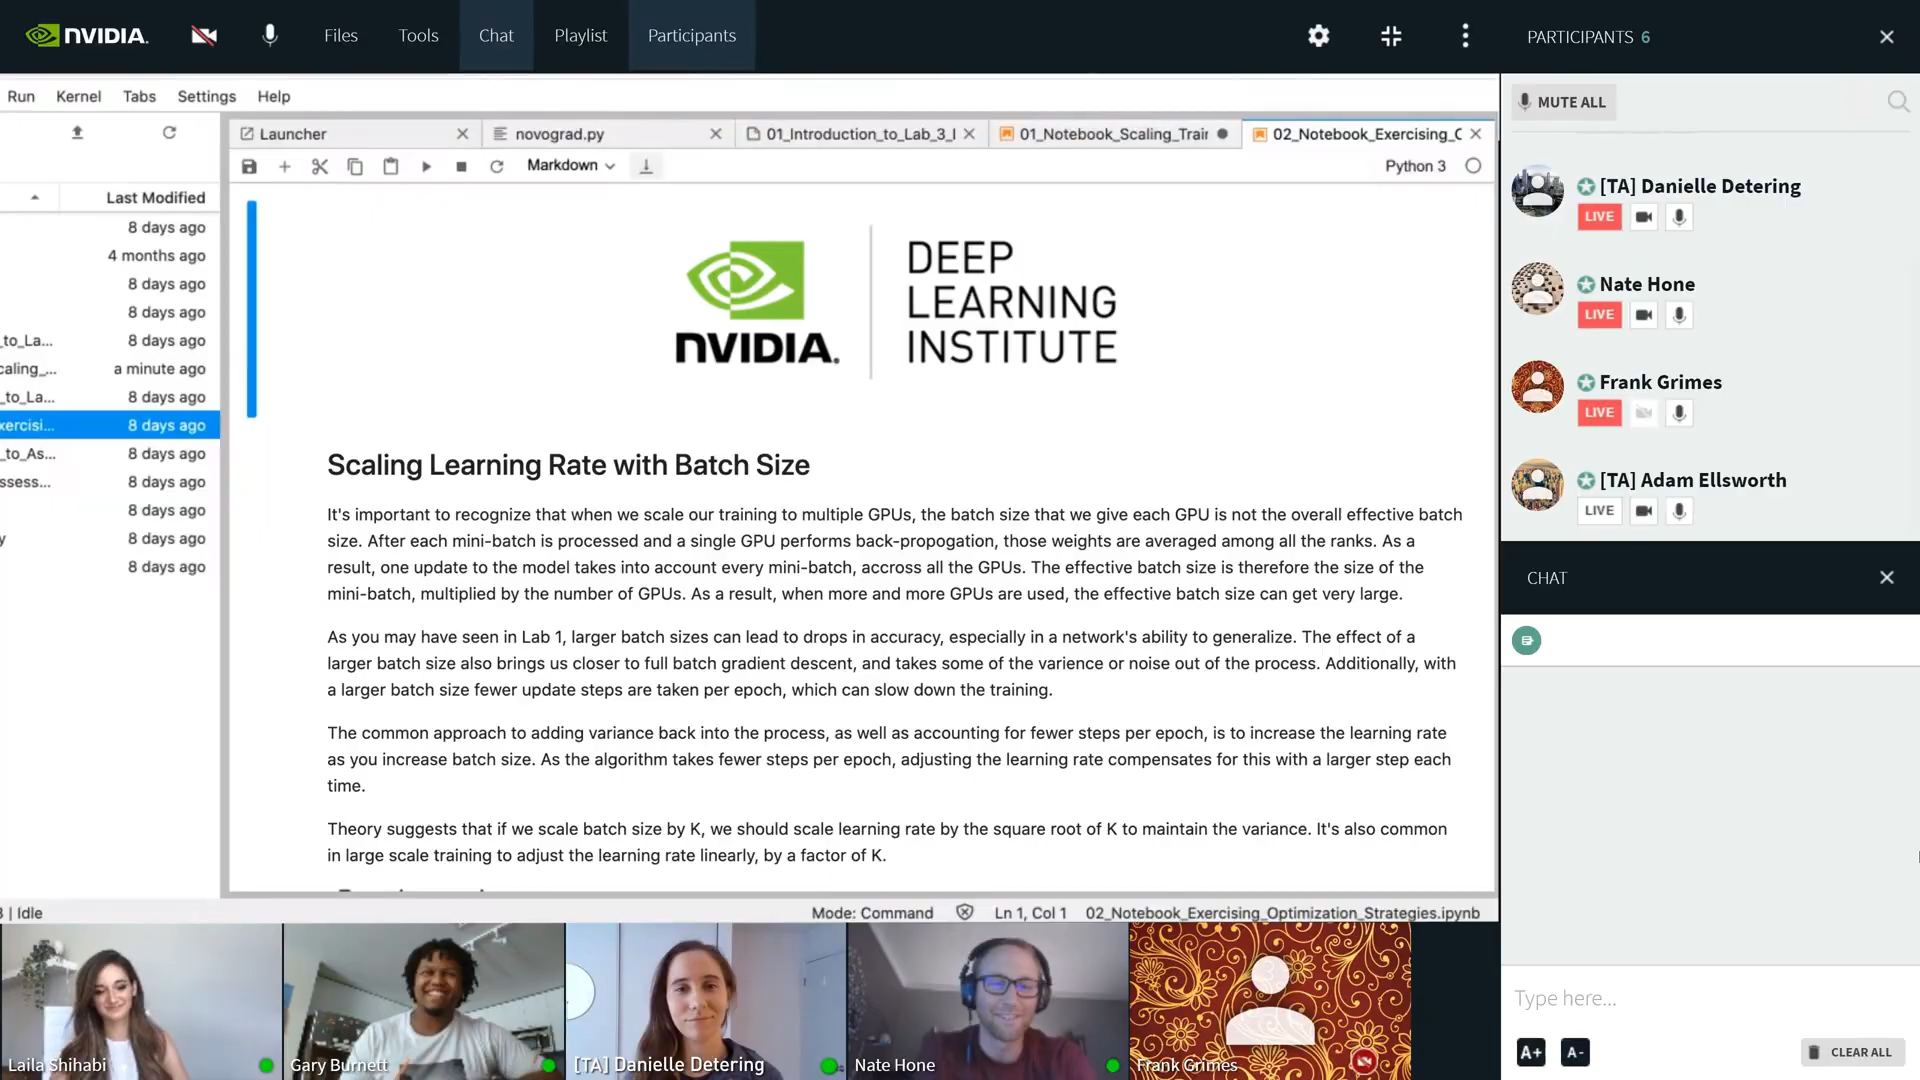 NVIDIA.
Files
Tools
Chat
Playlist
Participants
PARTICIPANTS 6
Run
Kernel
Tabs
Settings
Help
MUTE ALL
Launcher
novograd.py
01_Introduction_to_Lab_3_I
01_Notebook_Scaling_Trai
02_Notebook_Exercising_O
Markdown
Python 3
Last Modified
8 days ago
4 months ago
8 days ago
8 days ago
_to_La... 8 days ago
caling_... a minute ago
_to_La... 8 days ago
xercisi... 8 days ago
_to_As... 8 days ago
ssess... 8 days ago
8 days ago
y 8 days ago
8 days ago
NVIDIA.
DEEP
LEARNING
INSTITUTE
Scaling Learning Rate with Batch Size
It's important to recognize that when we scale our training to multiple GPUs, the batch size that we give each GPU is not the overall effective batch
size. After each mini-batch is processed and a single GPU performs back-propogation, those weights are averaged among all the ranks. As a
result, one update to the model takes into account every mini-batch, accross all the GPUs. The effective batch size is therefore the size of the
mini-batch, multiplied by the number of GPUs. As a result, when more and more GPUs are used, the effective batch size can get very large.
As you may have seen in Lab 1, larger batch sizes can lead to drops in accuracy, especially in a network's ability to generalize. The effect of a
larger batch size also brings us closer to full batch gradient descent, and takes some of the varience or noise out of the process. Additionally, with
a larger batch size fewer update steps are taken per epoch, which can slow down the training.
The common approach to adding variance back into the process, as well as accounting for fewer steps per epoch, is to increase the learning rate
as you increase batch size. As the algorithm takes fewer steps per epoch, adjusting the learning rate compensates for this with a larger step each
time.
Theory suggests that if we scale batch size by K, we should scale learning rate by the square root of K to maintain the variance. It's also common
in large scale training to adjust the learning rate linearly, by a factor of K.
| Idle
Mode: Command
Ln 1, Col 1
02_Notebook_Exercising_Optimization_Strategies.ipynb
[TA] Danielle Detering
LIVE
Nate Hone
LIVE
Frank Grimes
LIVE
[TA] Adam Ellsworth
LIVE
CHAT
Type here...
A+
A-
CLEAR ALL
Laila Shihabi
Gary Burnett
[TA] Danielle Detering
Nate Hone
Frank Grimes